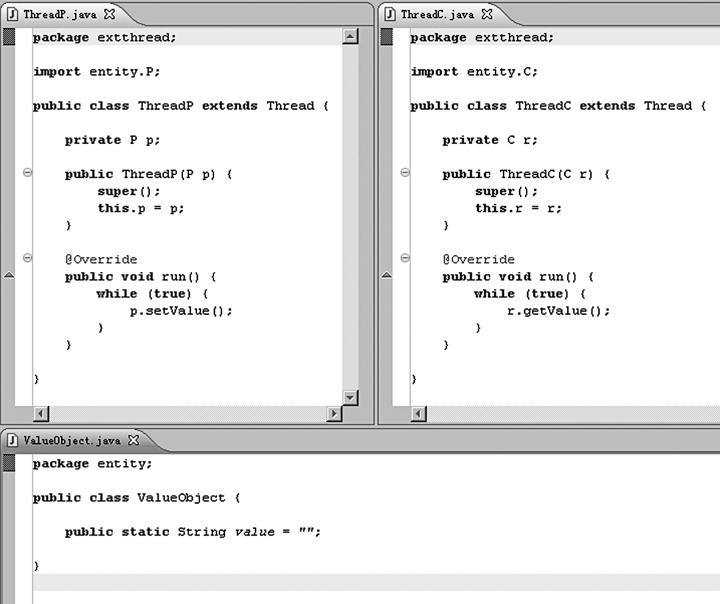 ThreadP.java
package extthread;
import entity.P;
public class ThreadP extends Thread {
private P p;
public ThreadP(P p) {
super();
this.p = p;
}
@Override
public void run() {
while (true) {
p.setValue();
}
}
}
ThreadC.java
package extthread;
import entity.C;
public class ThreadC extends Thread {
private C r;
public ThreadC(C r) {
super();
this.r = r;
}
@Override
public void run() {
while (true) {
r.getValue();
}
}
}
ValueObject.java
package entity;
public class ValueObject {
public static String value = "";
}